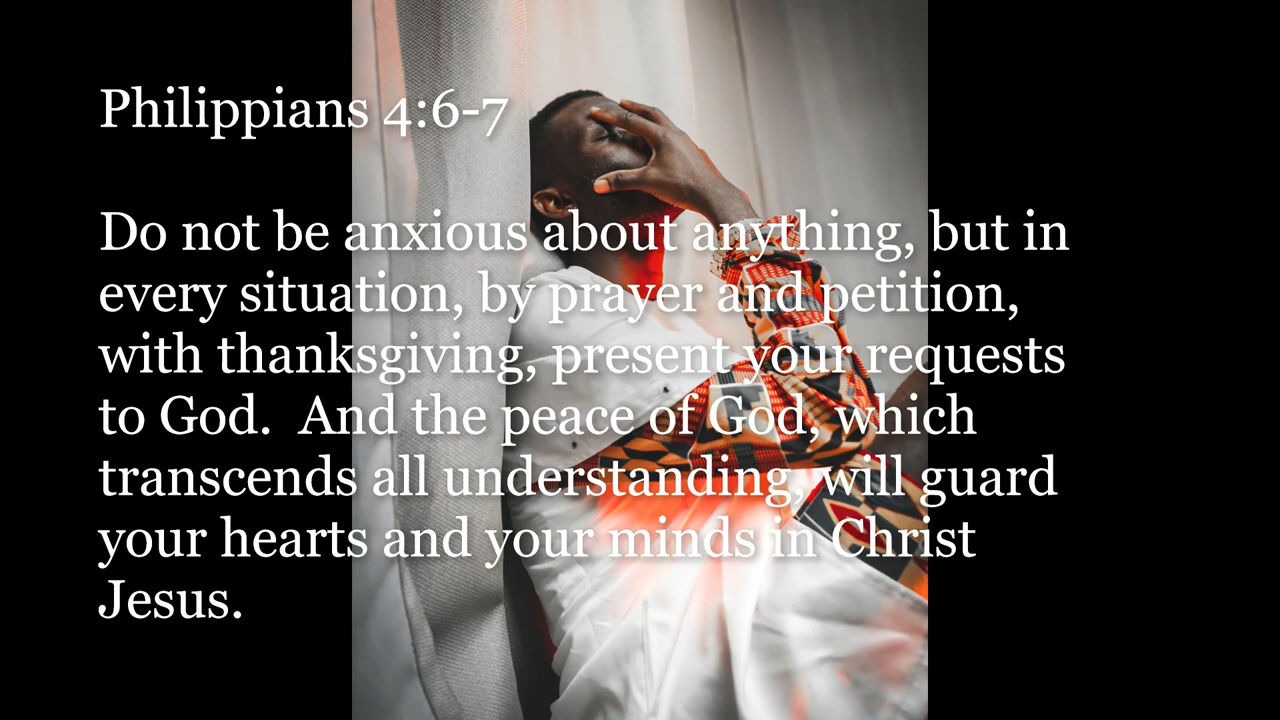 Philippians 4:6-7
Do not be anxious about anything, but in
every situation, by prayer and petition,
with thanksgiving, present your requests
to God.  And the peace of God, which
transcends all understanding, will guard
your hearts and your minds in Christ
Jesus.